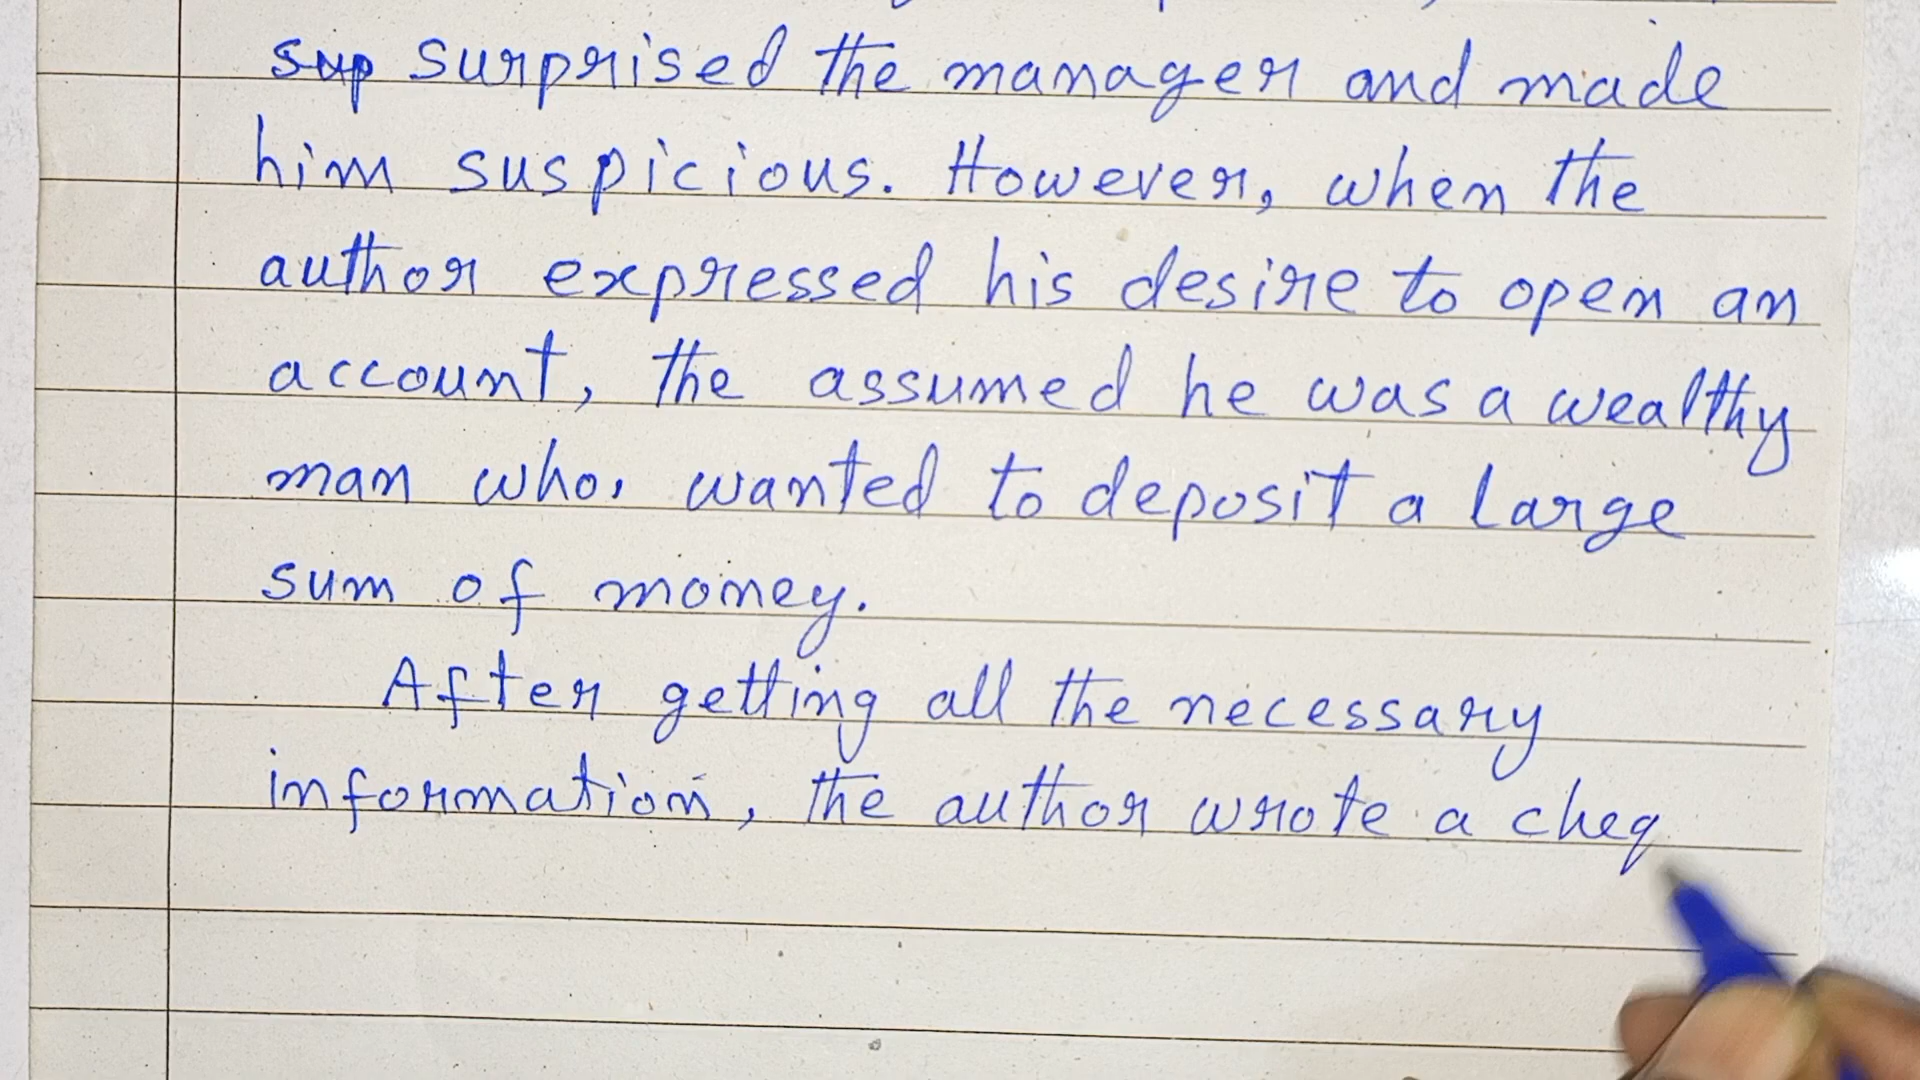 sup surprised the manager and made
him suspicious. However, when the
author expressed his desire to open an
account, the assumed he was a wealthy
man who, wanted to deposit a large
sum of money.
After getting all the necessary
information, the author wrote a cheq